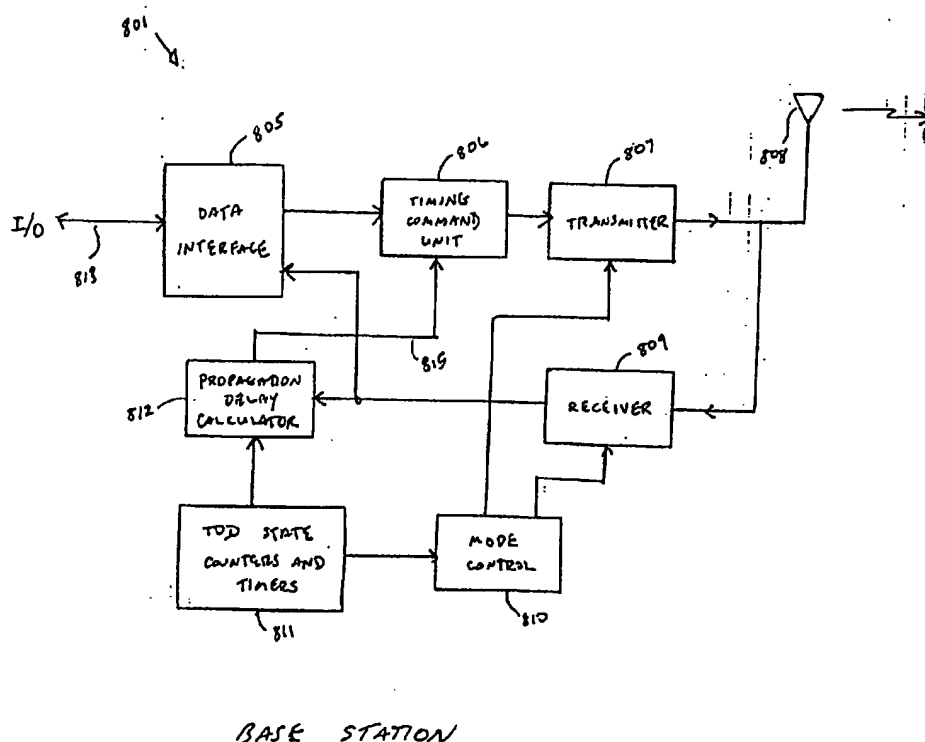 801
805
806
807
808
DATA
INTERFACE
TIMING
COMMAND
UNIT
TRANSMITTER
I/O
813
815
809
PROPAGATION
DELAY
CALCULATOR
812
RECEIVER
TDD STATE
COUNTERS AND
TIMERS
MODE
CONTROL
811
810
BASE STATION